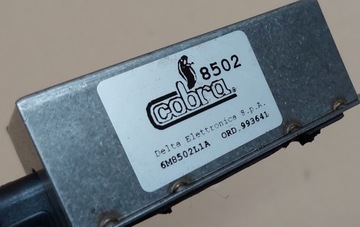 8502
cobra®
Delta Elettronica S.p.A.
6M8502L1A ORD.993641